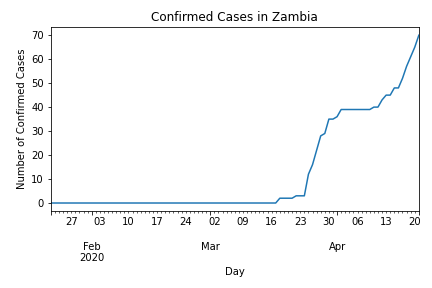 Confirmed Cases in Zambia
Number of Confirmed Cases
70
60
50
40
30
20
10
0
27 03 10 17 24 02 09 16 23 30 06 13 20
Feb Mar Apr
2020
Day